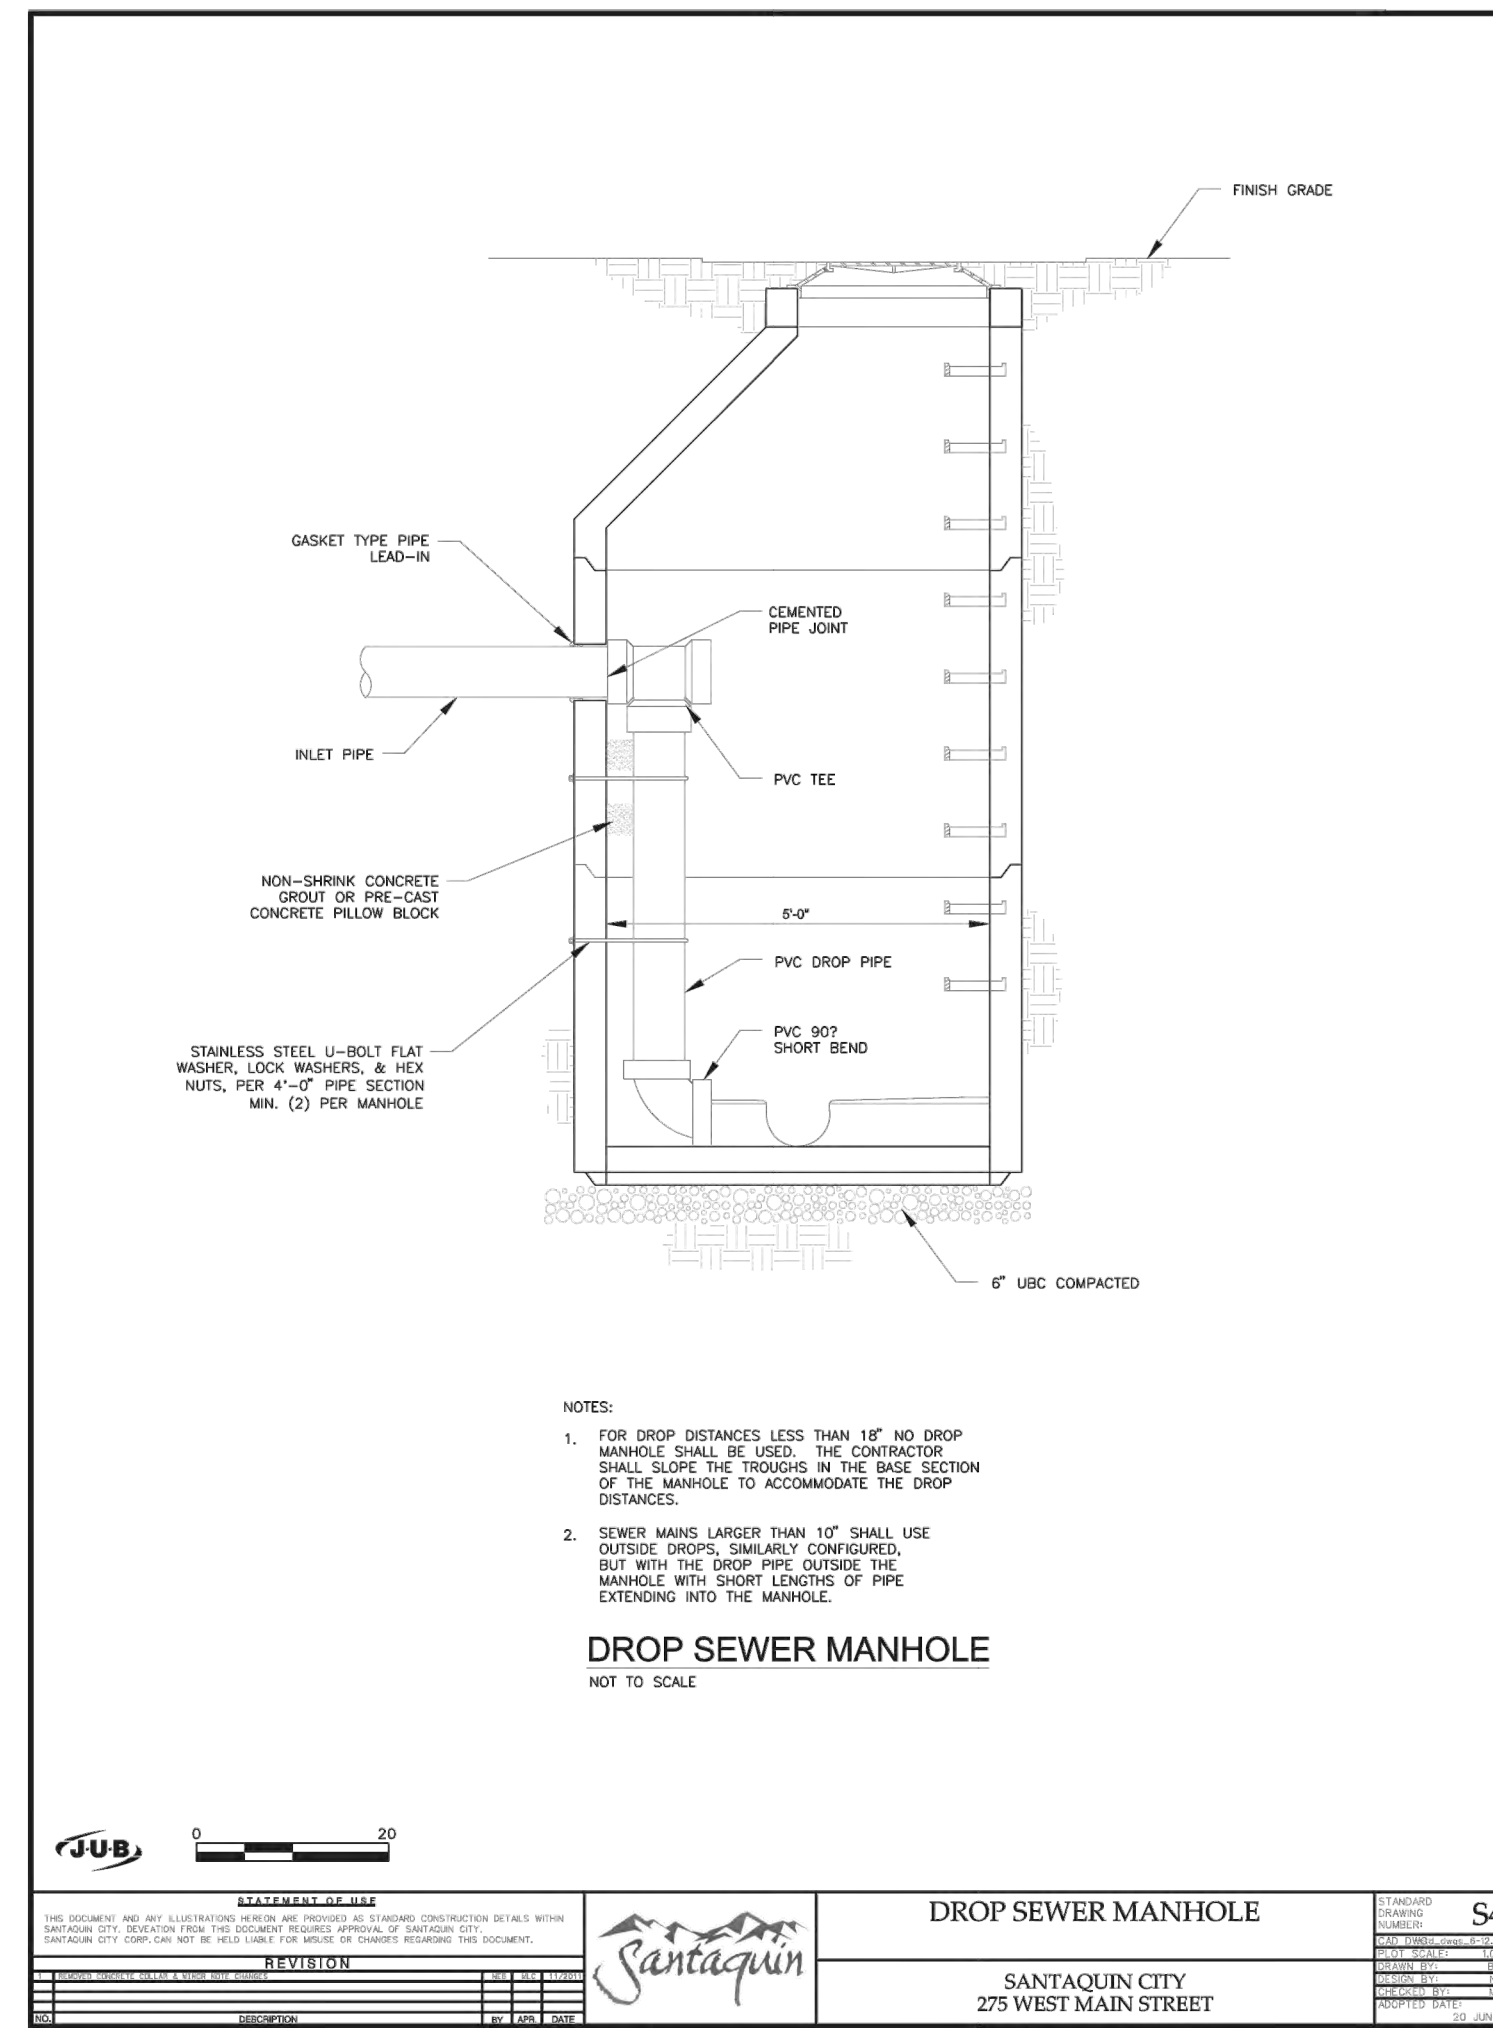 FINISH GRADE
GASKET TYPE PIPE
LEAD-IN
CEMENTED
PIPE JOINT
INLET PIPE
PVC TEE
NON-SHRINK CONCRETE
GROUT OR PRE-CAST
CONCRETE PILLOW BLOCK
5'-0"
PVC DROP PIPE
PVC 90?
SHORT BEND
STAINLESS STEEL U-BOLT FLAT
WASHER, LOCK WASHERS, & HEX
NUTS, PER 4'-0" PIPE SECTION
MIN. (2) PER MANHOLE
6" UBC COMPACTED
NOTES:
1. FOR DROP DISTANCES LESS THAN 18" NO DROP
MANHOLE SHALL BE USED. THE CONTRACTOR
SHALL SLOPE THE TROUGHS IN THE BASE SECTION
OF THE MANHOLE TO ACCOMMODATE THE DROP
DISTANCES.
2. SEWER MAINS LARGER THAN 10" SHALL USE
OUTSIDE DROPS, SIMILARLY CONFIGURED,
BUT WITH THE DROP PIPE OUTSIDE THE
MANHOLE WITH SHORT LENGTHS OF PIPE
EXTENDING INTO THE MANHOLE.
DROP SEWER MANHOLE
NOT TO SCALE
J·U·B
0 20
STATEMENT OF USE
THIS DOCUMENT AND ANY ILLUSTRATIONS HEREON ARE PROVIDED AS STANDARD CONSTRUCTION DETAILS WITHIN
SANTAQUIN CITY. DEVEATION FROM THIS DOCUMENT REQUIRES APPROVAL OF SANTAQUIN CITY.
SANTAQUIN CITY CORP. CAN NOT BE HELD LIABLE FOR MISUSE OR CHANGES REGARDING THIS DOCUMENT.
REVISION
1 REMOVED CONCRETE COLLAR & MINOR NOTE CHANGES MLC 11/2011
NO. DESCRIPTION BY APR. DATE
Santaquin
DROP SEWER MANHOLE
SANTAQUIN CITY
275 WEST MAIN STREET
STANDARD
DRAWING
NUMBER:
CAD DWG
PLOT SCALE:
DRAWN BY:
DESIGN BY:
CHECKED BY:
ADOPTED DATE:
20 JUN